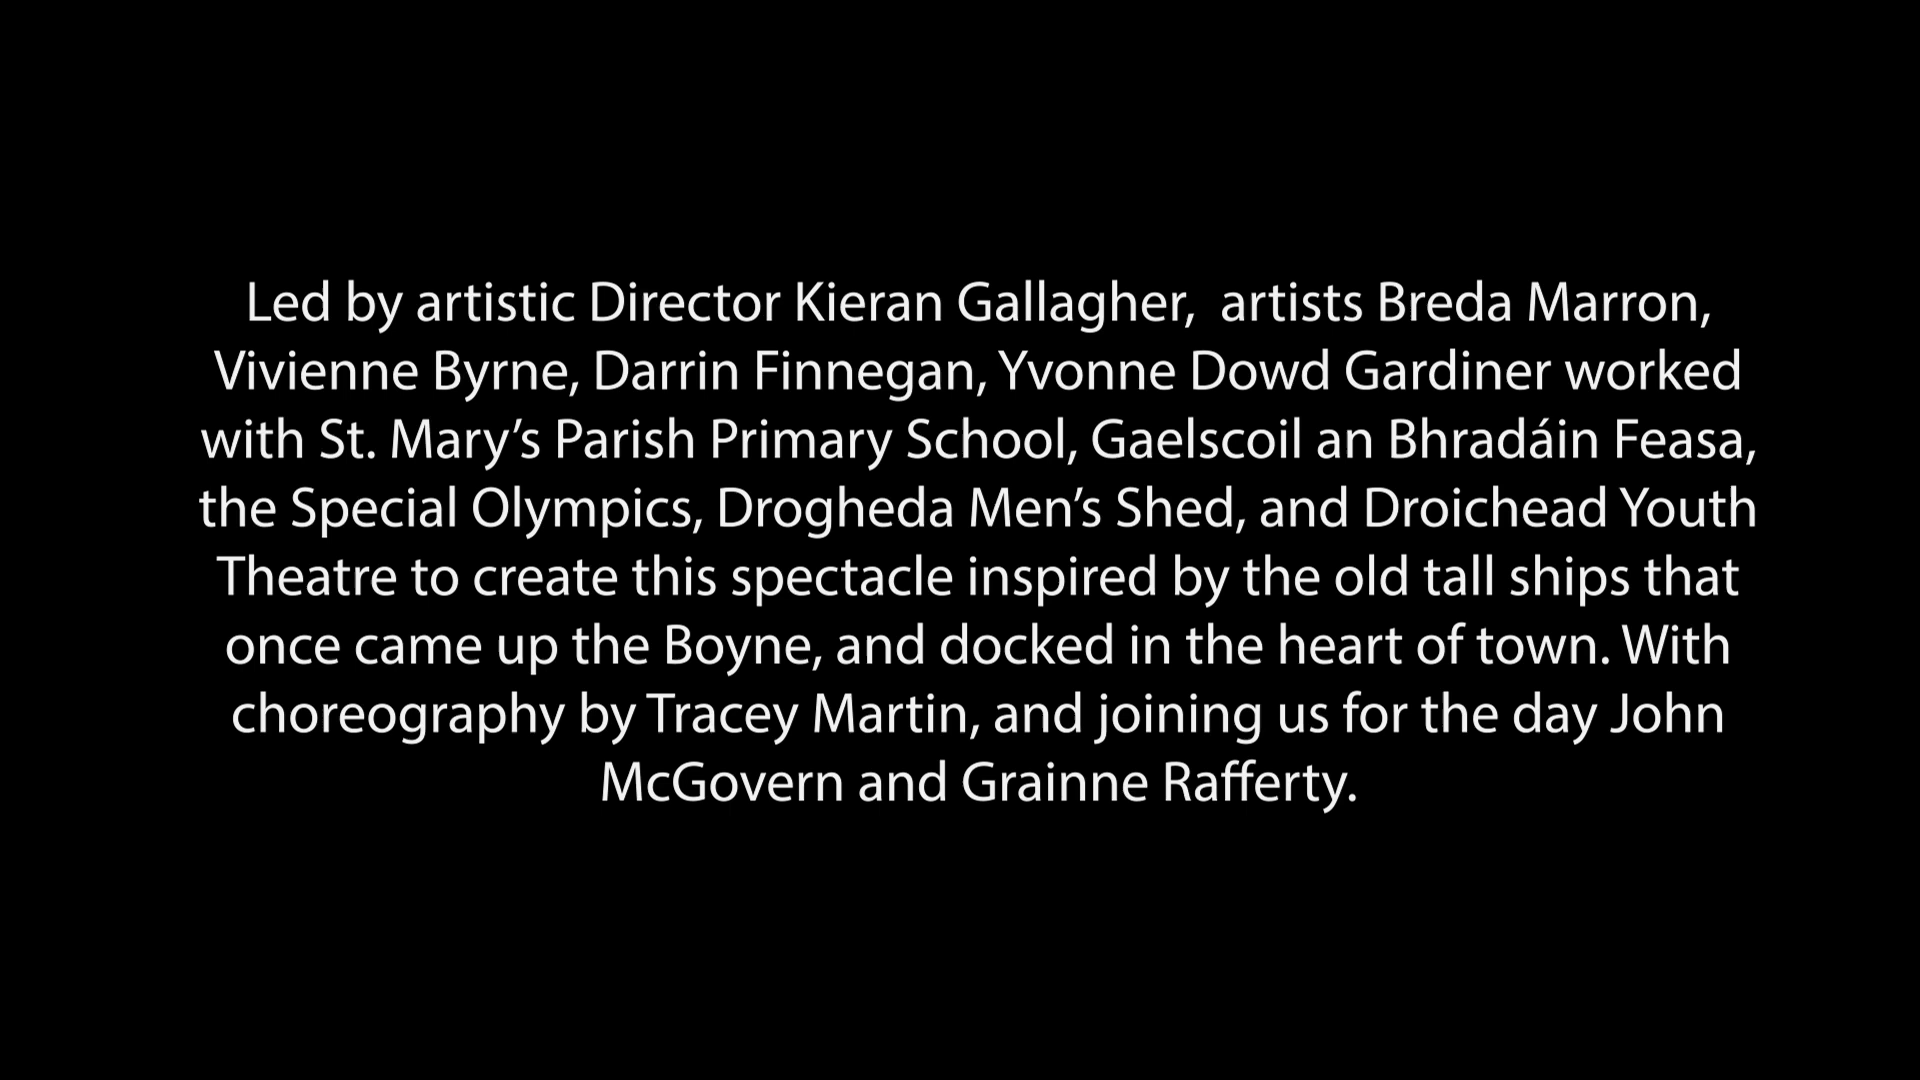 Led by artistic Director Kieran Gallagher,  artists Breda Marron,
Vivienne Byrne, Darrin Finnegan, Yvonne Dowd Gardiner worked
with St. Mary’s Parish Primary School, Gaelscoil an Bhradáin Feasa,
the Special Olympics, Drogheda Men’s Shed, and Droichead Youth
Theatre to create this spectacle inspired by the old tall ships that
once came up the Boyne, and docked in the heart of town. With
choreography by Tracey Martin, and joining us for the day John
McGovern and Grainne Rafferty.